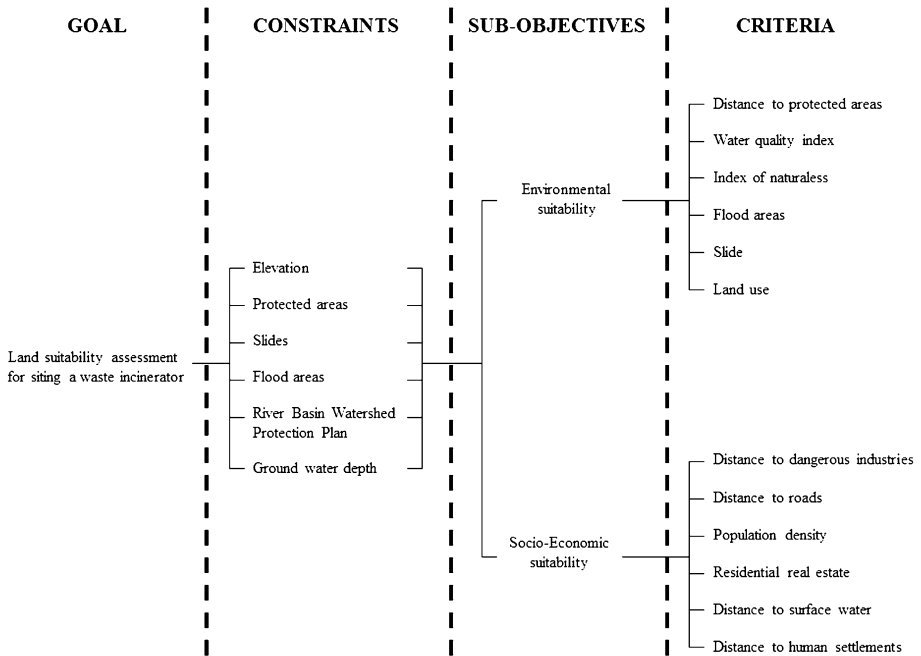 GOAL
CONSTRAINTS
SUB-OBJECTIVES
CRITERIA
Land suitability assessment
for siting a waste incinerator
Elevation
Protected areas
Slides
Flood areas
River Basin Watershed
Protection Plan
Ground water depth
Environmental
suitability
Socio-Economic
suitability
Distance to protected areas
Water quality index
Index of naturaless
Flood areas
Slide
Land use
Distance to dangerous industries
Distance to roads
Population density
Residential real estate
Distance to surface water
Distance to human settlements